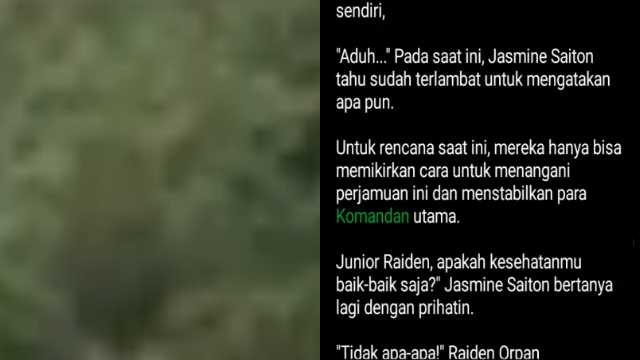 sendiri,
"Aduh..." Pada saat ini, Jasmine Saiton
tahu sudah terlambat untuk mengatakan
apa pun.
Untuk rencana saat ini, mereka hanya bisa
memikirkan cara untuk menangani
perjamuan ini dan menstabilkan para
Komandan utama.
Junior Raiden, apakah kesehatanmu
baik-baik saja?" Jasmine Saiton bertanya
lagi dengan prihatin.
"Tidak apa-apa!" Raiden Orpan